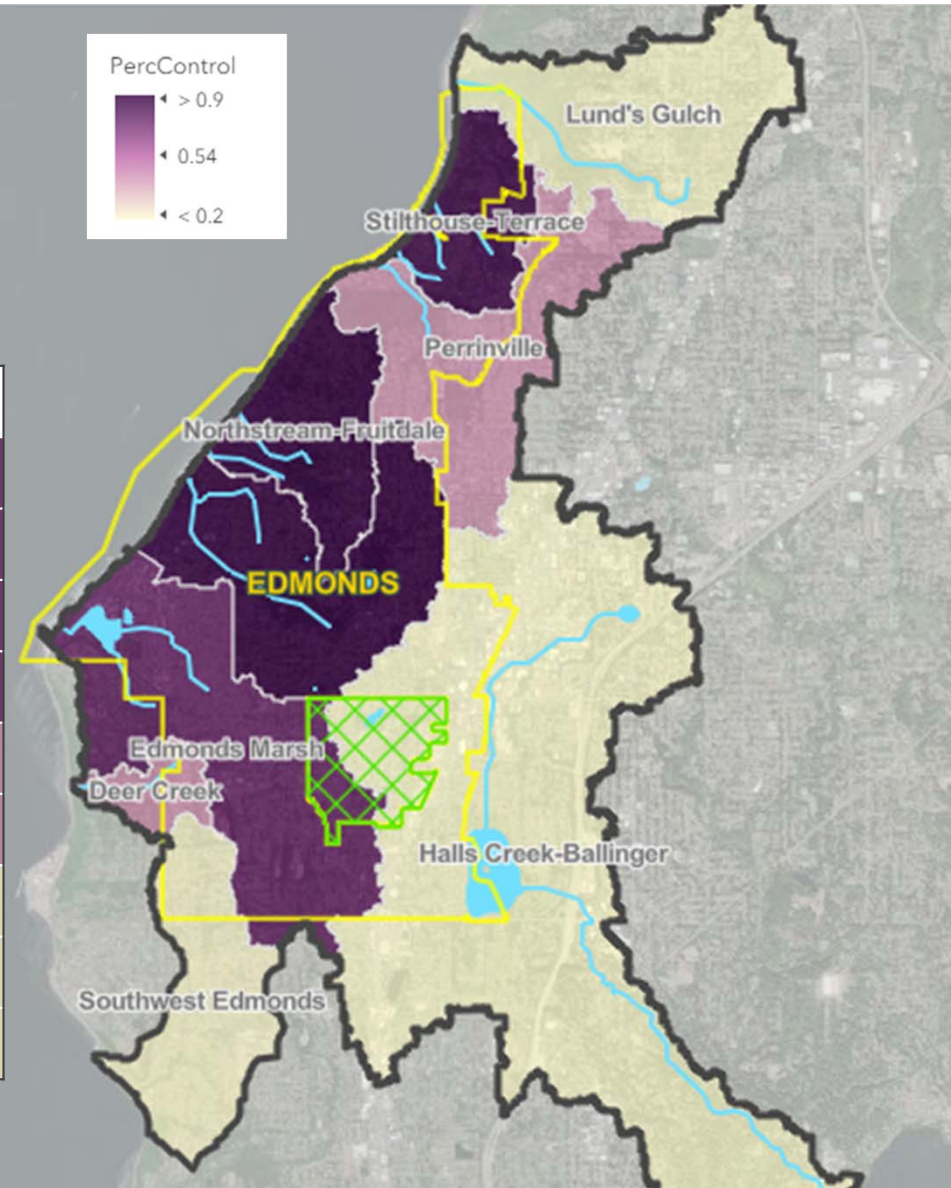 PercControl
> 0.9
0.54
< 0.2
Lund's Gulch
Stilthouse-Terrace
Perrinville
Northstream-Fruitdale
EDMONDS
Edmonds Marsh
Deer Creek
Halls Creek-Ballinger
Southwest Edmonds